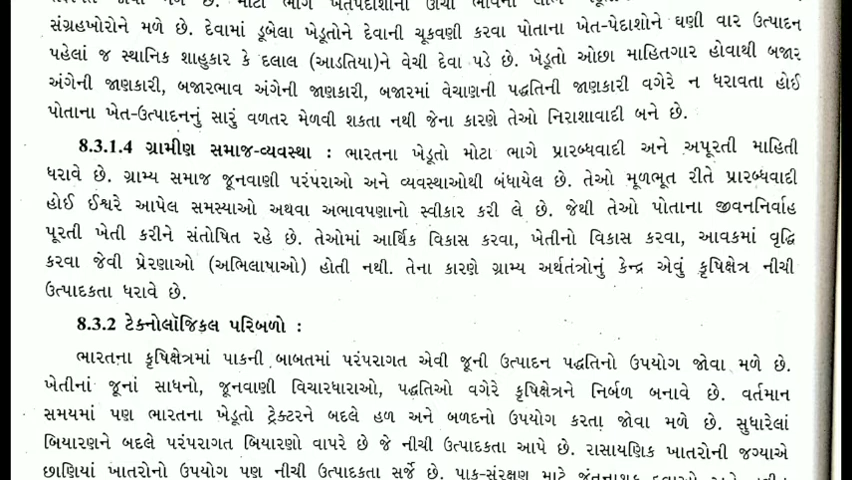 જોવા મળે છે. મોટા ભાગે ખેતપેદાશોના ઊંચા ભાવના લાભ
સંગ્રહખોરોને મળે છે. દેવામાં ડૂબેલા ખેડૂતોને દેવાની ચૂકવણી કરવા પોતાના ખેત-પેદાશોને ઘણી વાર ઉત્પાદન
પહેલાં જ સ્થાનિક શાહુકાર કે દલાલ (આડતિયા)ને વેચી દેવા પડે છે. ખેડૂતો ઓછા માહિતગાર હોવાથી બજાર
અંગેની જાણકારી, બજારભાવ અંગેની જાણકારી, બજારમાં વેચાણની પદ્ધતિની જાણકારી વગેરે ન ધરાવતા હોઈ
પોતાના ખેત-ઉત્પાદનનું સારું વળતર મેળવી શકતા નથી જેના કારણે તેઓ નિરાશાવાદી બને છે.
8.3.1.4 ગ્રામીણ સમાજ-વ્યવસ્થા : ભારતના ખેડૂતો મોટા ભાગે પ્રારબ્ધવાદી અને અપૂરતી માહિતી
ધરાવે છે. ગ્રામ્ય સમાજ જૂનવાણી પરંપરાઓ અને વ્યવસ્થાઓથી બંધાયેલ છે. તેઓ મૂળભૂત રીતે પ્રારબ્ધવાદી
હોઈ ઈશ્વરે આપેલ સમસ્યાઓ અથવા અભાવપણાનો સ્વીકાર કરી લે છે. જેથી તેઓ પોતાના જીવનનિર્વાહ
પૂરતી ખેતી કરીને સંતોષિત રહે છે. તેઓમાં આર્થિક વિકાસ કરવા, ખેતીનો વિકાસ કરવા, આવકમાં વૃદ્ધિ
કરવા જેવી પ્રેરણાઓ (અભિલાષાઓ) હોતી નથી. તેના કારણે ગ્રામ્ય અર્થતંત્રોનું કેન્દ્ર એવું કૃષિક્ષેત્ર નીચી
ઉત્પાદકતા ધરાવે છે.
8.3.2 ટેક્નોલૉજિકલ પરિબળો :
ભારતના કૃષિક્ષેત્રમાં પાકની બાબતમાં પરંપરાગત એવી જૂની ઉત્પાદન પદ્ધતિનો ઉપયોગ જોવા મળે છે.
ખેતીનાં જૂનાં સાધનો, જૂનવાણી વિચારધારાઓ, પદ્ધતિઓ વગેરે કૃષિક્ષેત્રને નિર્બળ બનાવે છે. વર્તમાન
સમયમાં પણ ભારતના ખેડૂતો ટ્રેક્ટરને બદલે હળ અને બળદનો ઉપયોગ કરતા જોવા મળે છે. સુધારેલાં
બિયારણને બદલે પરંપરાગત બિયારણો વાપરે છે જે નીચી ઉત્પાદકતા આપે છે. રાસાયણિક ખાતરોની જગ્યાએ
છાણિયાં ખાતરોનો ઉપયોગ પણ નીચી ઉત્પાદકતા સર્જે છે. પાક-સંરક્ષણ માટે જંતુનાશક દવાઓ